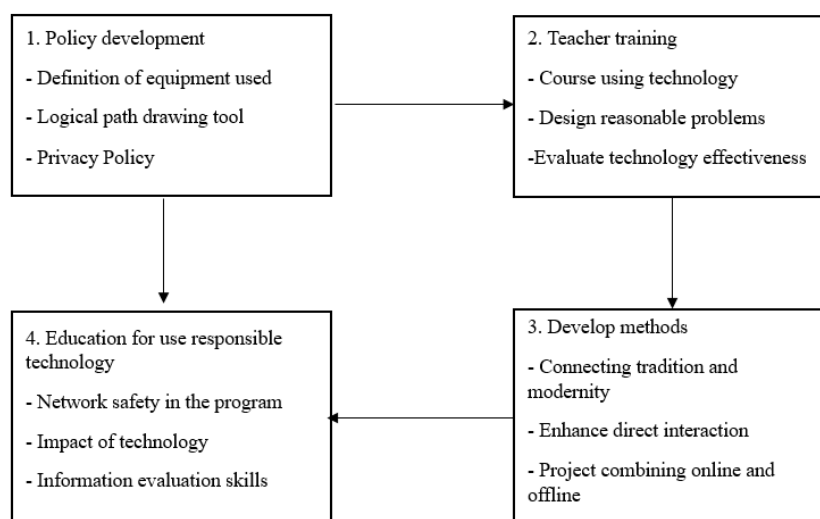 1. Policy development
- Definition of equipment used
- Logical path drawing tool
- Privacy Policy
2. Teacher training
- Course using technology
- Design reasonable problems
-Evaluate technology effectiveness
4. Education for use responsible
technology
- Network safety in the program
- Impact of technology
- Information evaluation skills
3. Develop methods
- Connecting tradition and
modernity
- Enhance direct interaction
- Project combining online and
offline